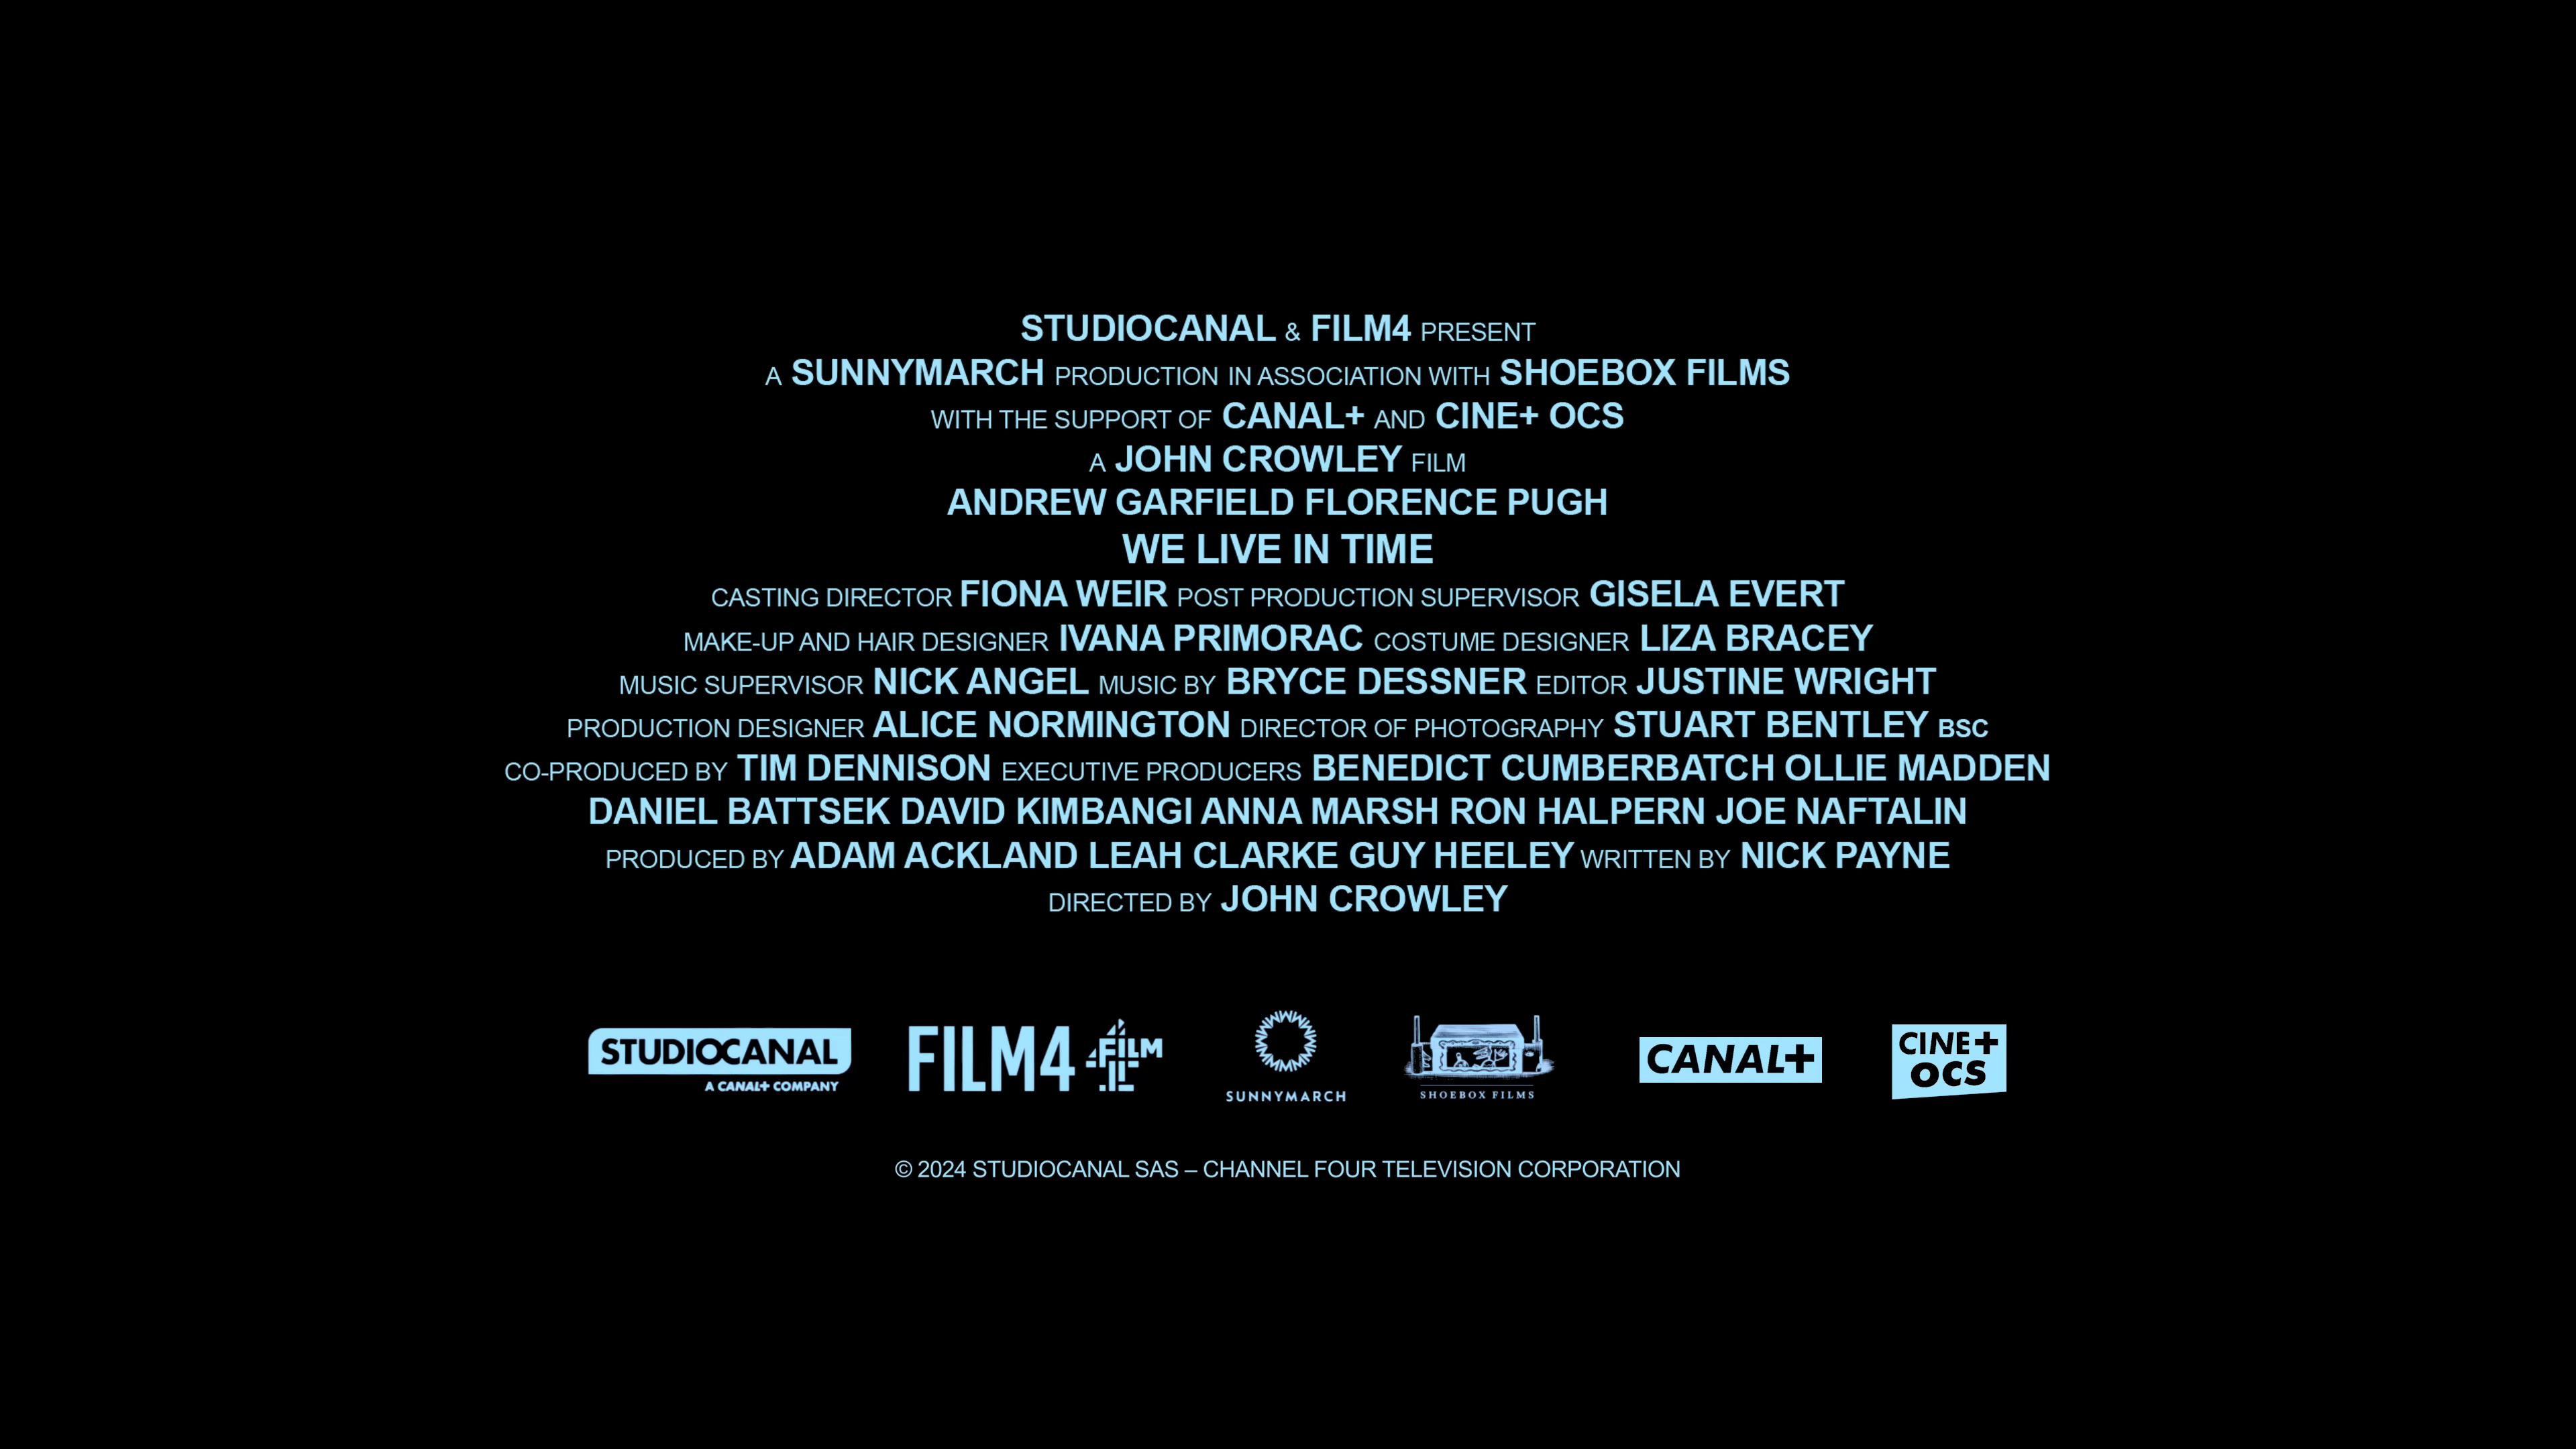 STUDIOCANAL & FILM4 PRESENT
A SUNNYMARCH PRODUCTION IN ASSOCIATION WITH SHOEBOX FILMS
WITH THE SUPPORT OF CANAL+ AND CINE+ OCS
A JOHN CROWLEY FILM
ANDREW GARFIELD FLORENCE PUGH
WE LIVE IN TIME
CASTING DIRECTOR FIONA WEIR POST PRODUCTION SUPERVISOR GISELA EVERT
MAKE-UP AND HAIR DESIGNER IVANA PRIMORAC COSTUME DESIGNER LIZA BRACEY
MUSIC SUPERVISOR NICK ANGEL MUSIC BY BRYCE DESSNER EDITOR JUSTINE WRIGHT
PRODUCTION DESIGNER ALICE NORMINGTON DIRECTOR OF PHOTOGRAPHY STUART BENTLEY BSC
CO-PRODUCED BY TIM DENNISON EXECUTIVE PRODUCERS BENEDICT CUMBERBATCH OLLIE MADDEN
DANIEL BATTSEK DAVID KIMBANGI ANNA MARSH RON HALPERN JOE NAFTALIN
PRODUCED BY ADAM ACKLAND LEAH CLARKE GUY HEELEY WRITTEN BY NICK PAYNE
DIRECTED BY JOHN CROWLEY
STUDIOCANAL
A CANAL+ COMPANY
FILM4
FILM
SUNNYMARCH
SHOEBOX FILMS
CANAL+
CINE+
OCS
© 2024 STUDIOCANAL SAS – CHANNEL FOUR TELEVISION CORPORATION